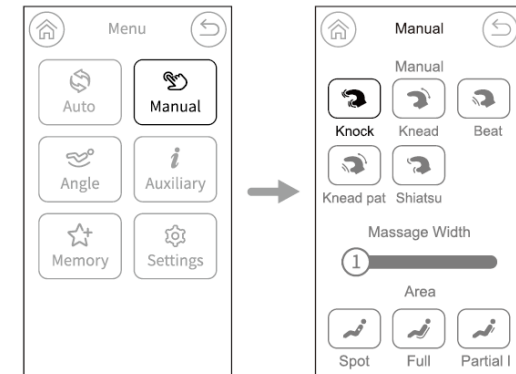 Menu
Auto
Manual
Angle
i
Auxiliary
Memory
Settings
Manual
Manual
Knock
Knead
Beat
Knead pat
Shiatsu
Massage Width
1
Area
Spot
Full
Partial I